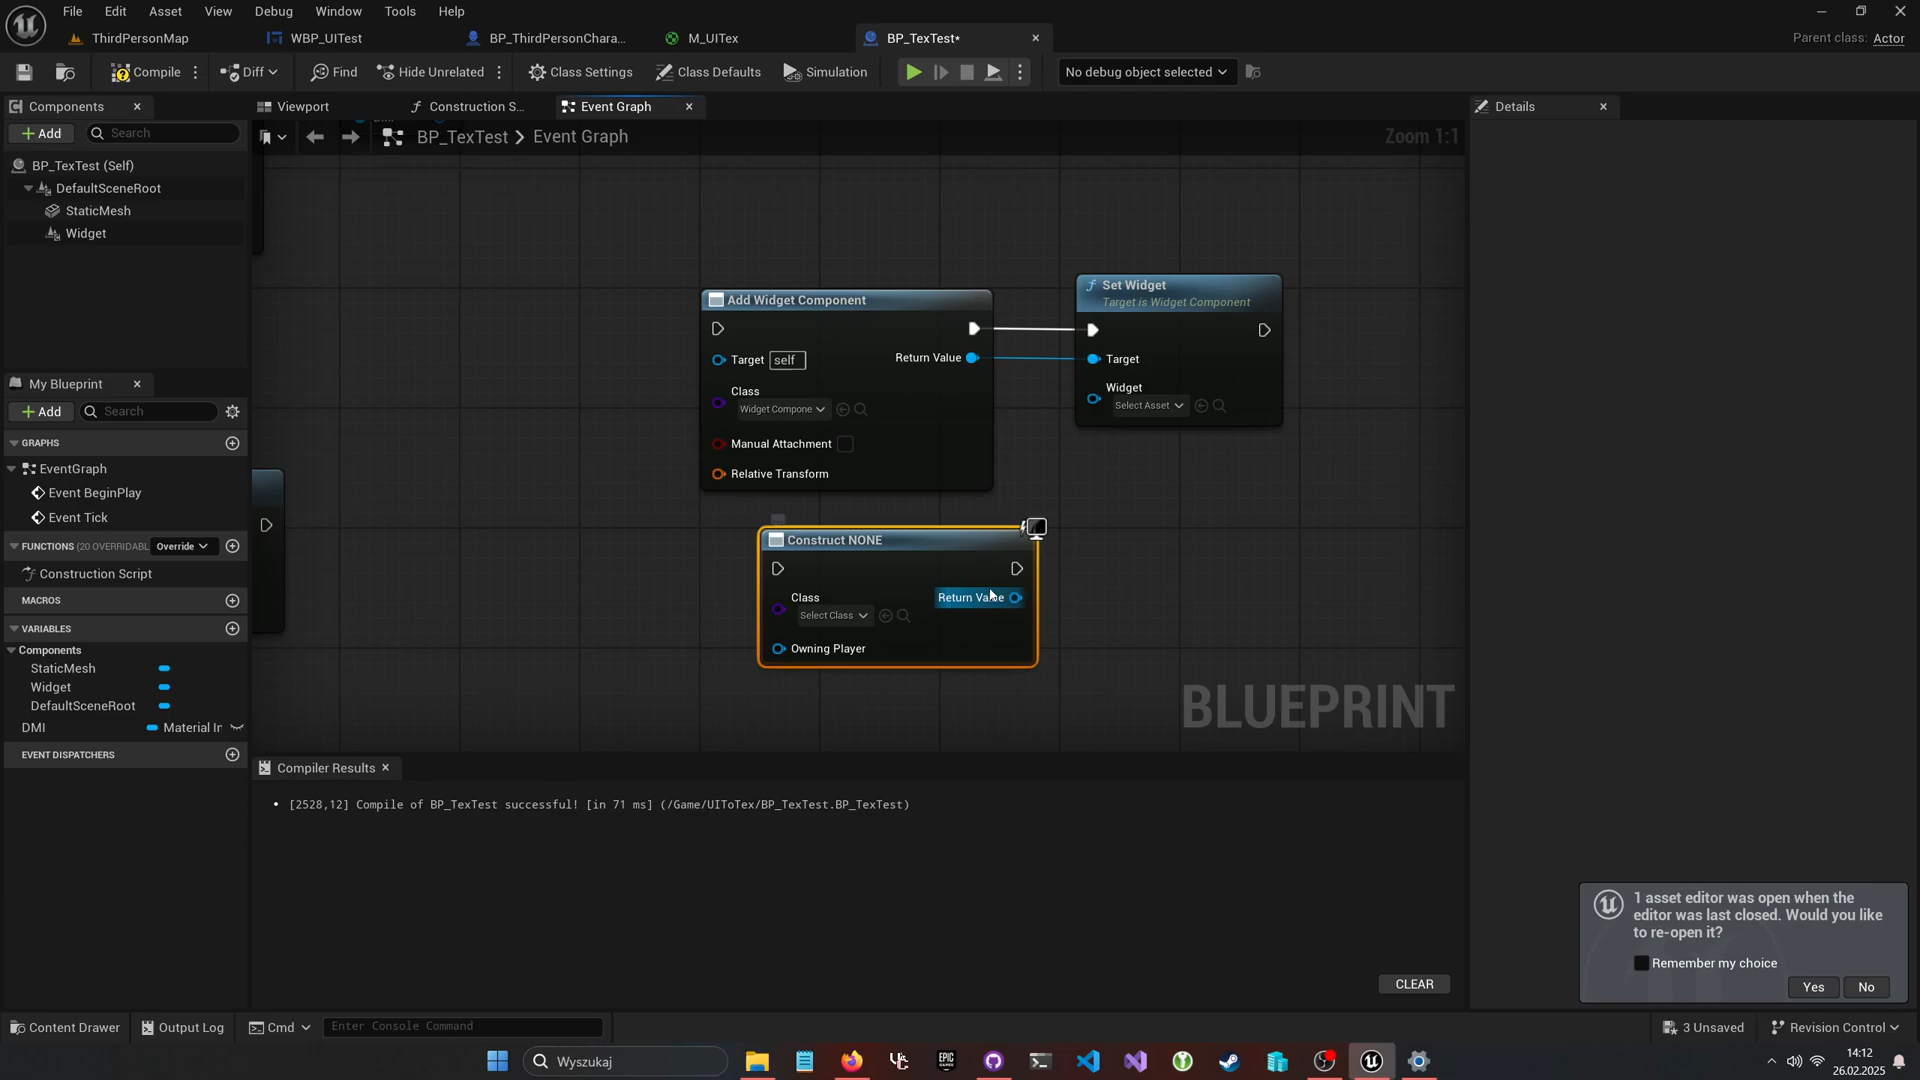 File Edit Asset View Debug Window Tools Help
ThirdPersonMap WBP_UITest BP_ThirdPersonChara... M_UITex BP_TexTest* Parent class: Actor
Compile Diff Find Hide Unrelated Class Settings Class Defaults Simulation No debug object selected
Components Viewport Construction S... Event Graph Details
Add Search BP_TexTest > Event Graph Zoom 1:1
BP_TexTest (Self)
DefaultSceneRoot
StaticMesh
Widget
My Blueprint
Add Search
GRAPHS
EventGraph
Event BeginPlay
Event Tick
FUNCTIONS (20 OVERRIDABL Override
Construction Script
MACROS
VARIABLES
Components
StaticMesh
Widget
DefaultSceneRoot
DMI Material In
EVENT DISPATCHERS
Add Widget Component
Target self
Return Value
Class
Widget Compone
Manual Attachment
Relative Transform
Set Widget
Target is Widget Component
Target
Widget
Select Asset
Construct NONE
Class
Return Value
Select Class
Owning Player
BLUEPRINT
Compiler Results
[2528,12] Compile of BP_TexTest successful! [in 71 ms] (/Game/UIToTex/BP_TexTest.BP_TexTest)
CLEAR
1 asset editor was open when the
editor was last closed. Would you like
to re-open it?
Remember my choice
Yes No
Content Drawer Output Log Cmd Enter Console Command 3 Unsaved Revision Control
Wyszukaj
EPIC
GAMES
14:12
26.02.2025